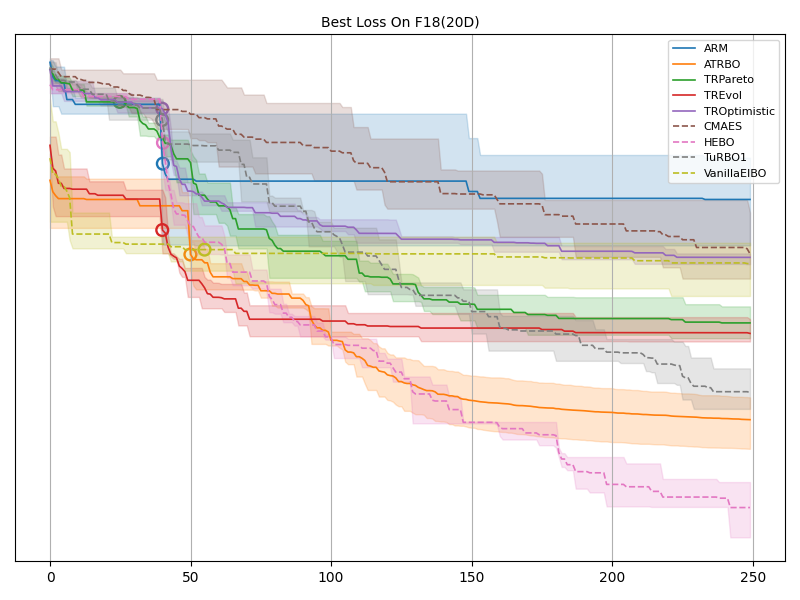 Best Loss On F18(20D)
ARM
ATRBO
TRPareto
TREvol
TROptimistic
CMAES
HEBO
TuRBO1
VanillaEIBO
0 50 100 150 200 250